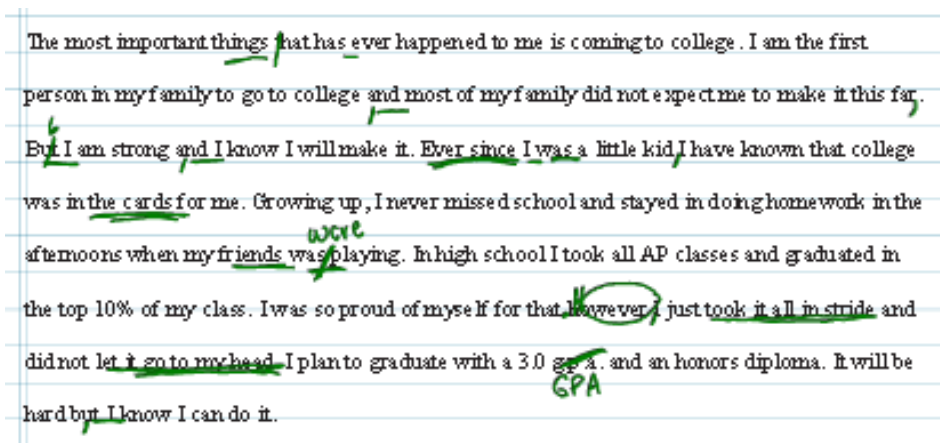 The most important things that has ever happened to me is coming to college. I am the first
person in my family to go to college and most of my family did not expect me to make it this far.
But I am strong and I know I will make it. Ever since I was a little kid, I have known that college
was in the cards for me. Growing up, I never missed school and stayed in doing homework in the
were
afternoons when my friends was playing. In high school I took all AP classes and graduated in
the top 10% of my class. I was so proud of myself for that, however, I just took it all in stride and
did not let it go to my head. I plan to graduate with a 3.0 g.p.a. and an honors diploma. It will be
GPA
hard but I know I can do it.